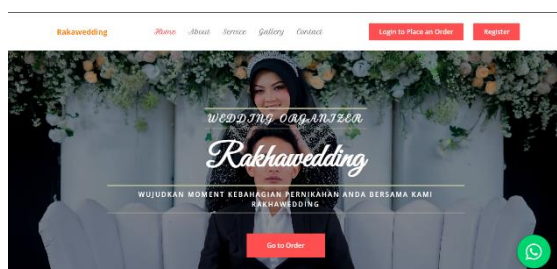 Rakawedding
Home About Service Gallery Contact
Login to Place an Order
Register
WEDDING ORGANIZER
Rakhawedding
WUJUDKAN MOMENT KEBAHAGIAN PERNIKAHAN ANDA BERSAMA KAMI
RAKHAWEDDING
Go to Order